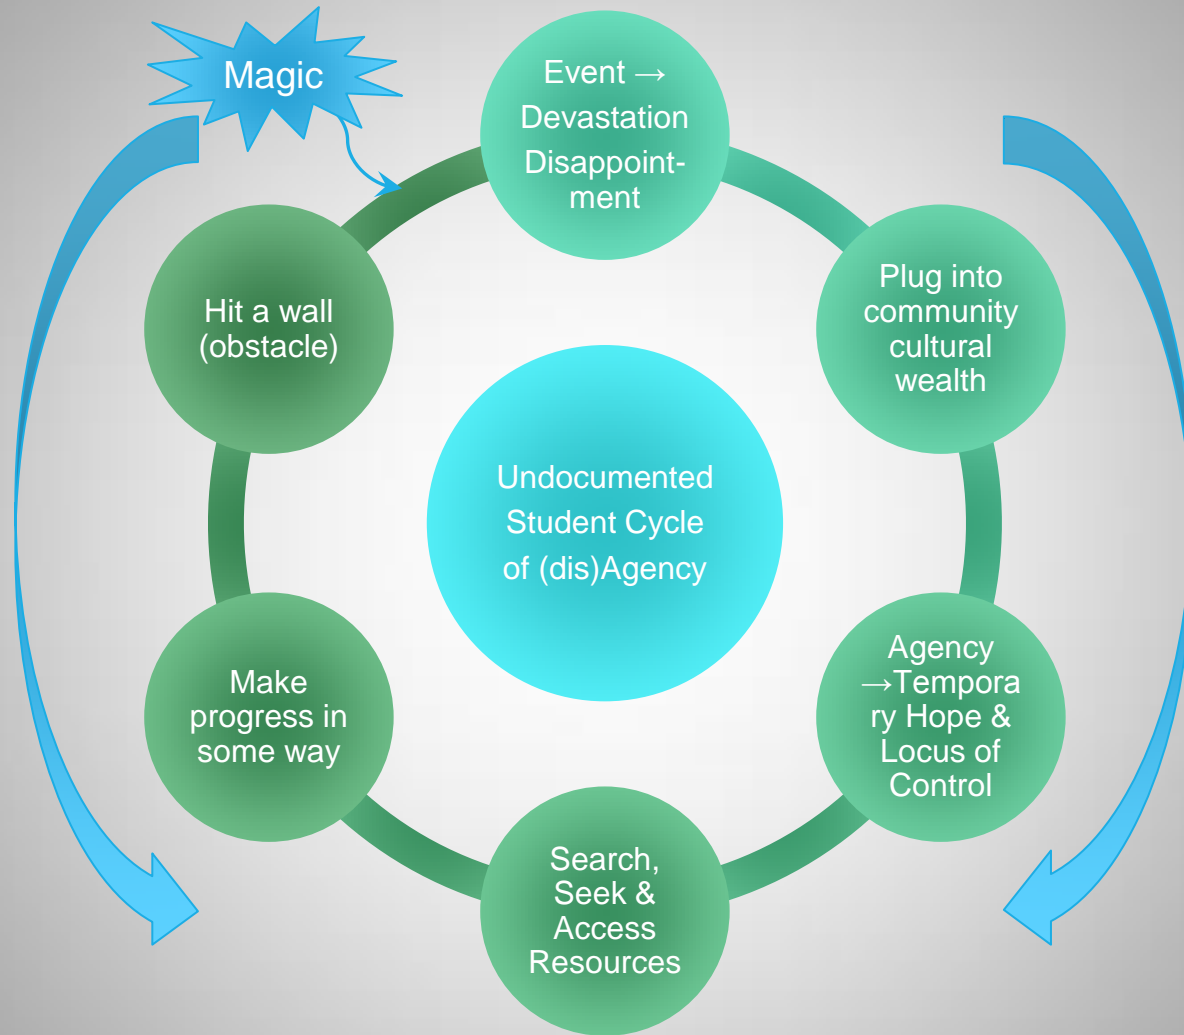 Magic
Event →
Devastation
Disappoint-
ment
Plug into
community
cultural
wealth
Agency
→Tempora
ry Hope &
Locus of
Control
Search,
Seek &
Access
Resources
Make
progress in
some way
Hit a wall
(obstacle)
Undocumented
Student Cycle
of (dis)Agency